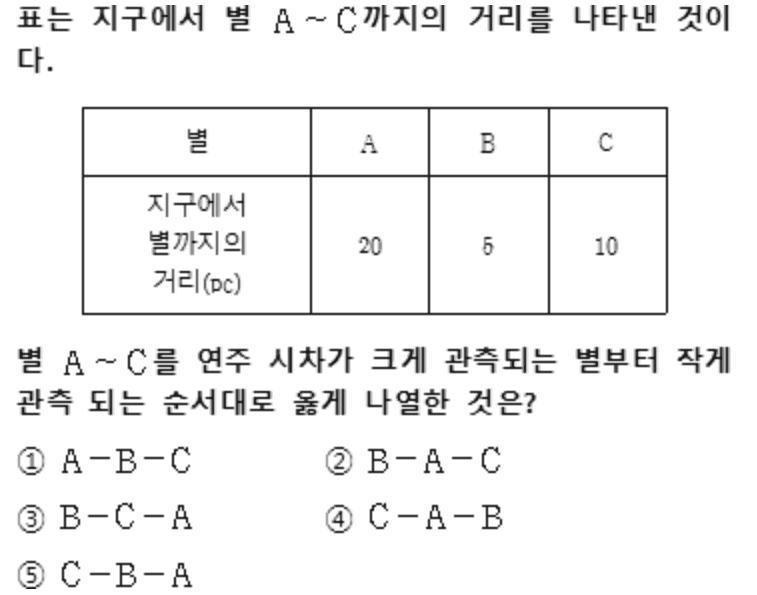 표는 지구에서 별 A ~ C까지의 거리를 나타낸 것이
다.
별 A B C
지구에서
별까지의
거리(pc) 20 5 10
별 A ~ C를 연주 시차가 크게 관측되는 별부터 작게
관측 되는 순서대로 옳게 나열한 것은?
① A－B－C ② B－A－C
③ B－C－A ④ C－A－B
⑤ C－B－A